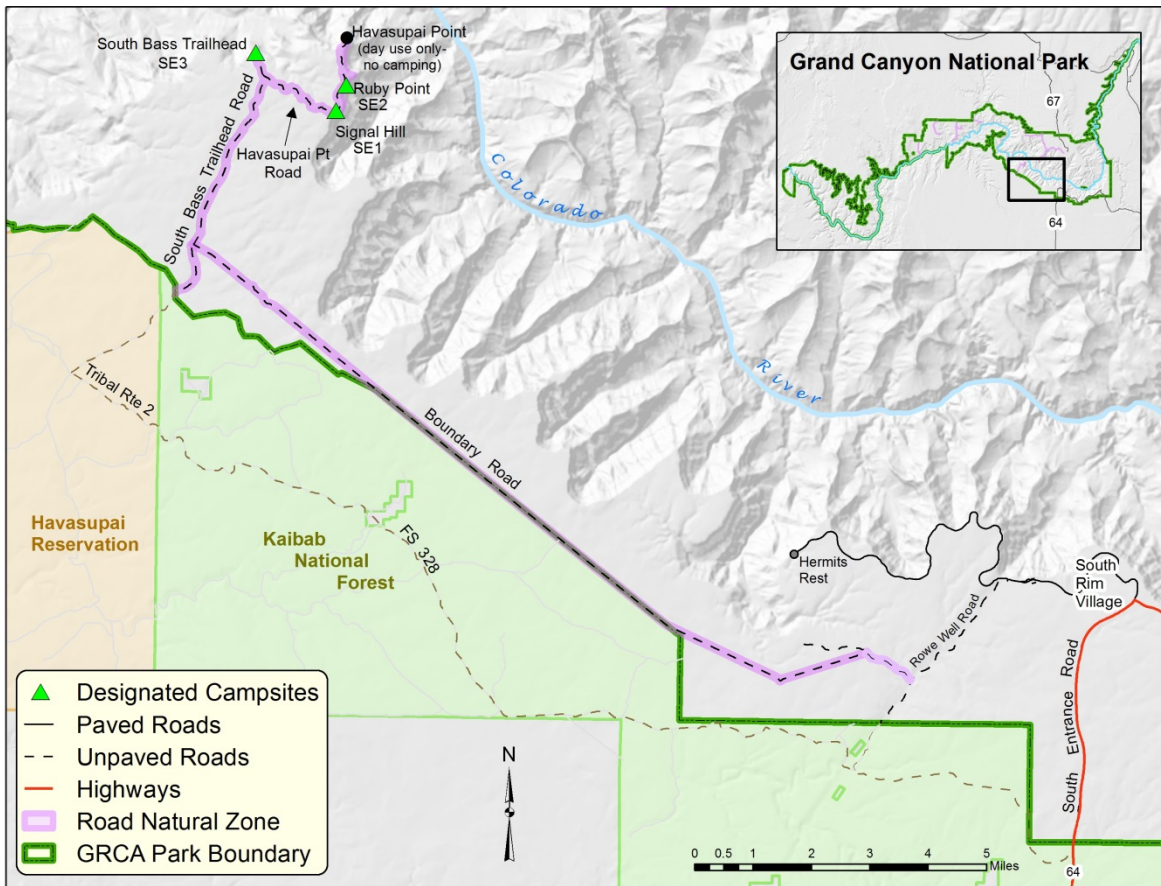 South Bass Trailhead
SE3
Havasupai Point
(day use only-
no camping)
Ruby Point
SE2
Signal Hill
SE1
Havasupai Pt
Road
South Bass Trailhead Road
Grand Canyon National Park
67
64
Colorado
River
Tribal Rte 2
Boundary Road
Havasupai
Reservation
Kaibab
National
Forest
FS 328
Hermits
Rest
South
Rim
Village
Rowe Well Road
South Entrance Road
64
Designated Campsites
Paved Roads
Unpaved Roads
Highways
Road Natural Zone
GRCA Park Boundary
N
0 0.5 1 2 3 4 5
Miles